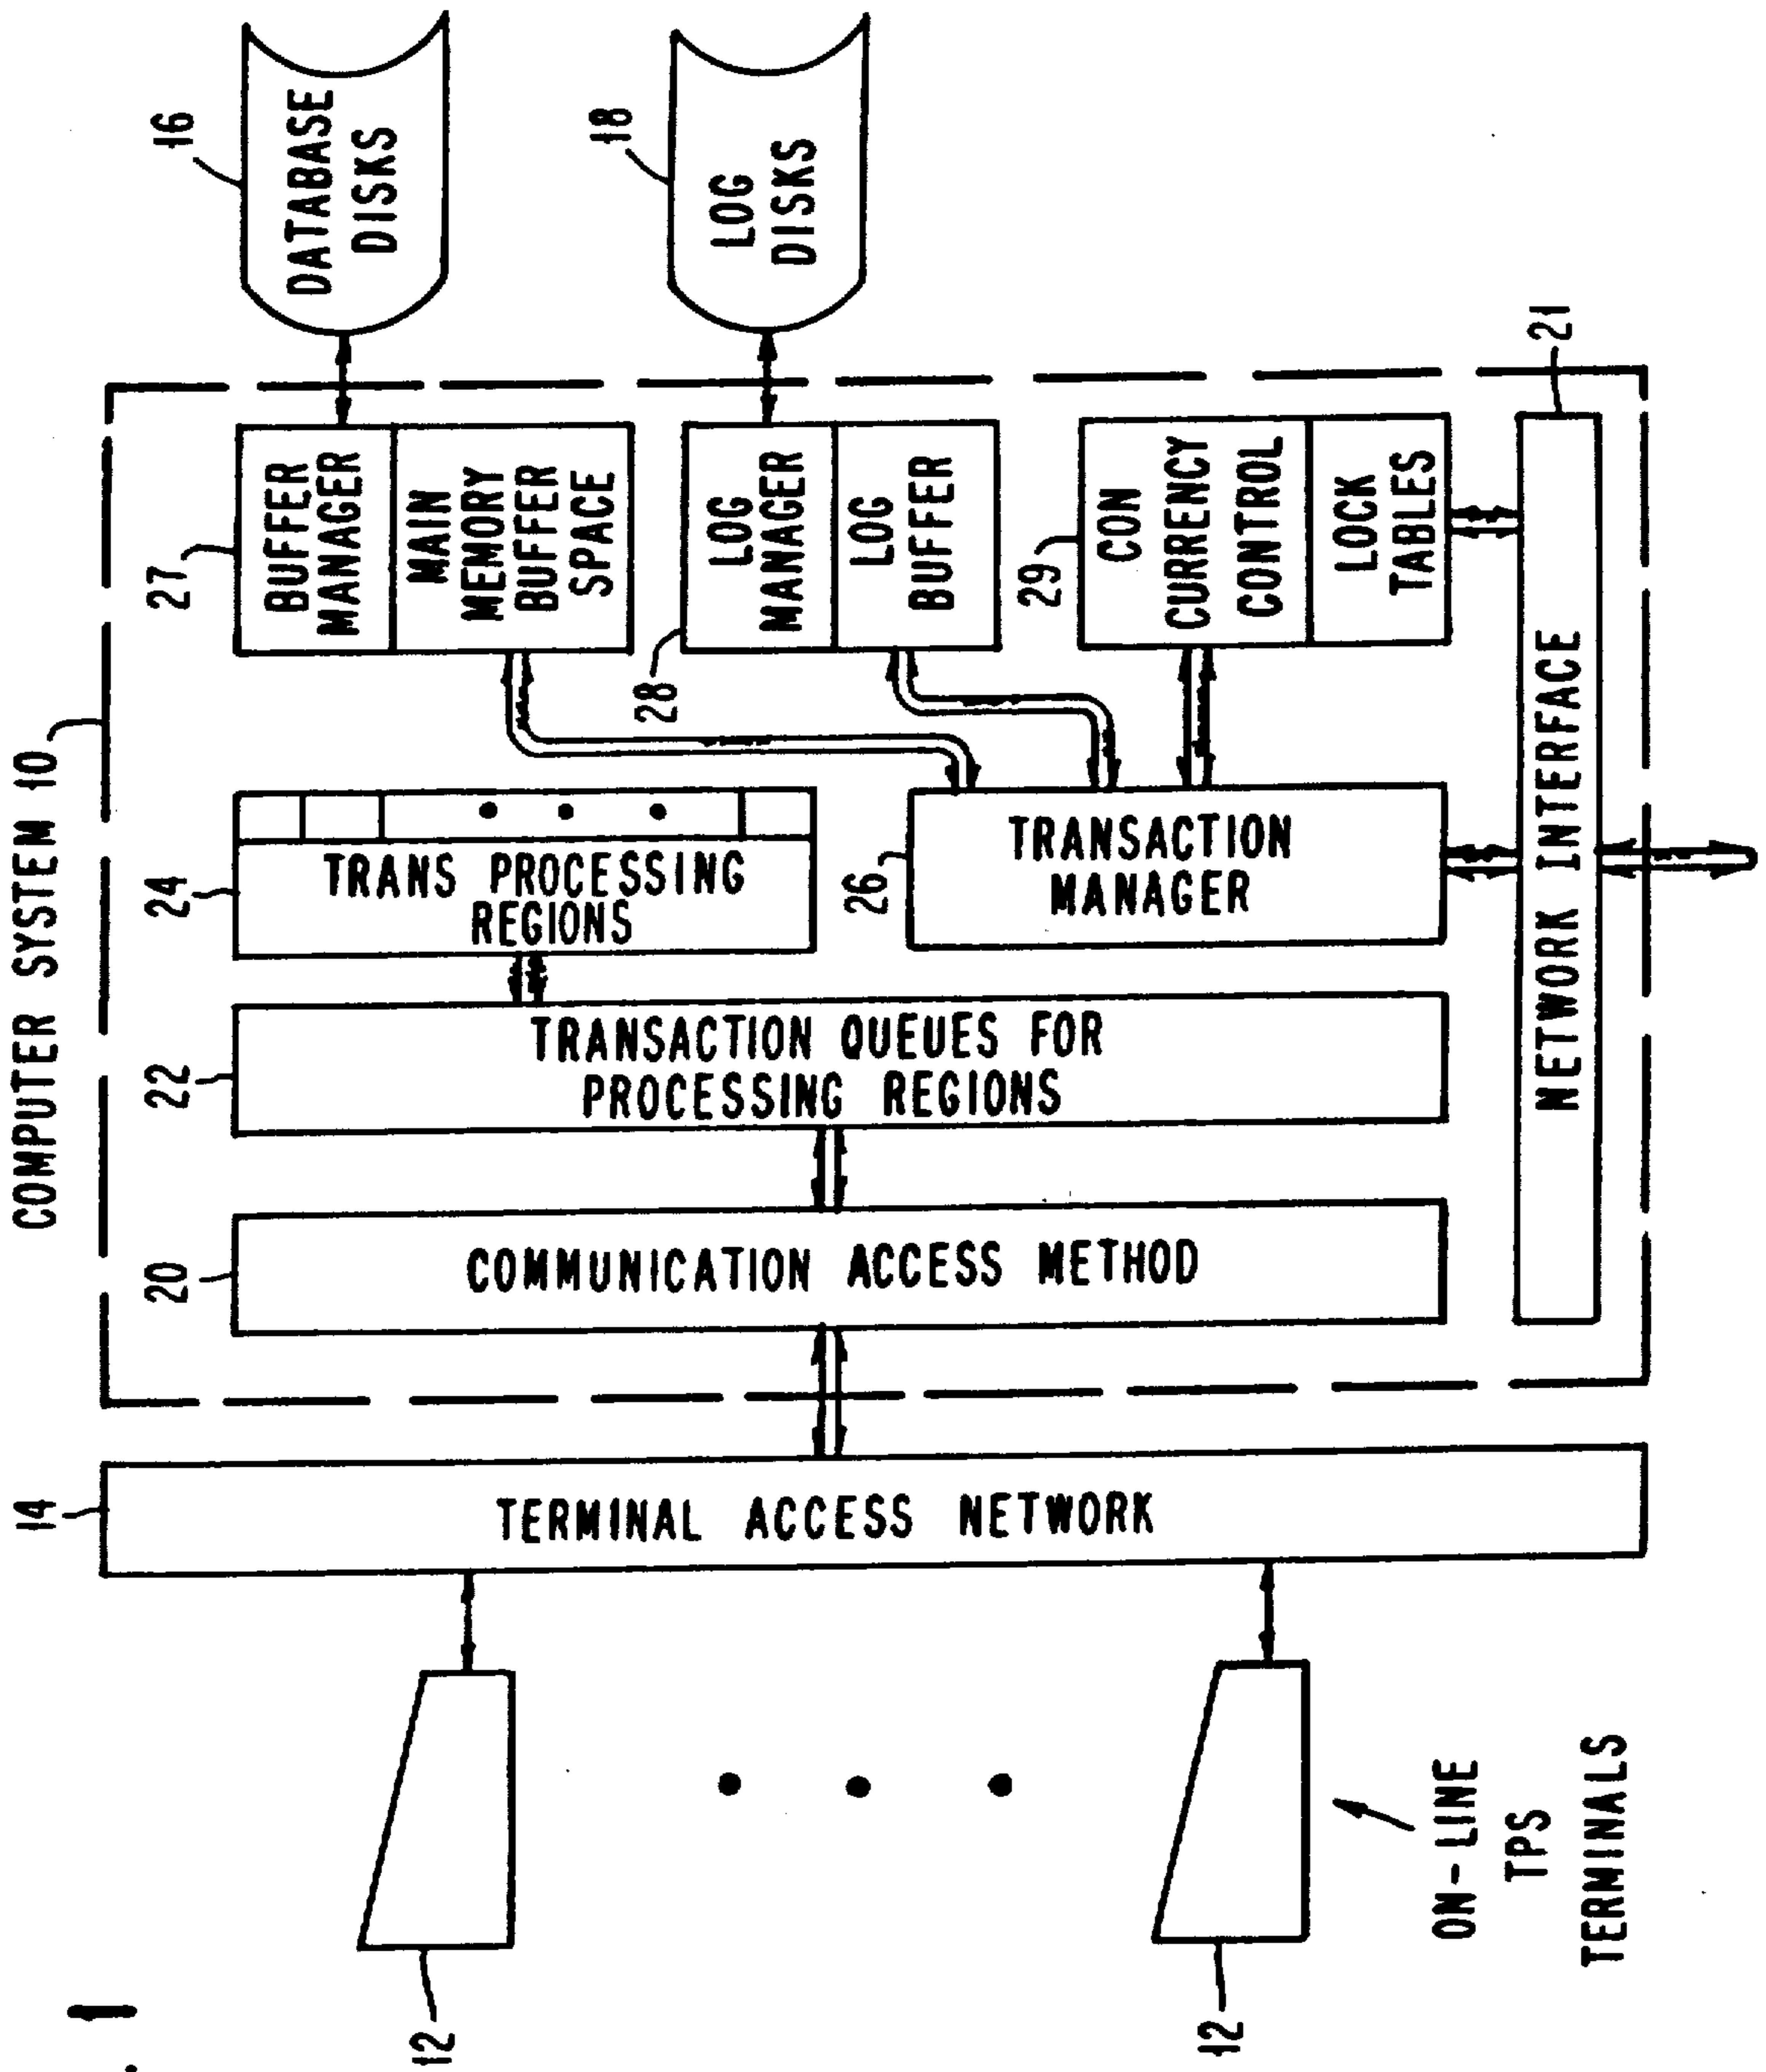 COMPUTER SYSTEM 10
14
TERMINAL ACCESS NETWORK
12
12
ON-LINE
TPS
TERMINALS
20
COMMUNICATION ACCESS METHOD
22
TRANSACTION QUEUES FOR
PROCESSING REGIONS
24
TRANS PROCESSING
REGIONS
26
TRANSACTION
MANAGER
27
BUFFER
MANAGER
MAIN
MEMORY
BUFFER
SPACE
28
LOG
MANAGER
LOG
BUFFER
29
CON
CURRENCY
CONTROL
LOCK
TABLES
21
NETWORK INTERFACE
16
DATABASE
DISKS
18
LOG
DISKS